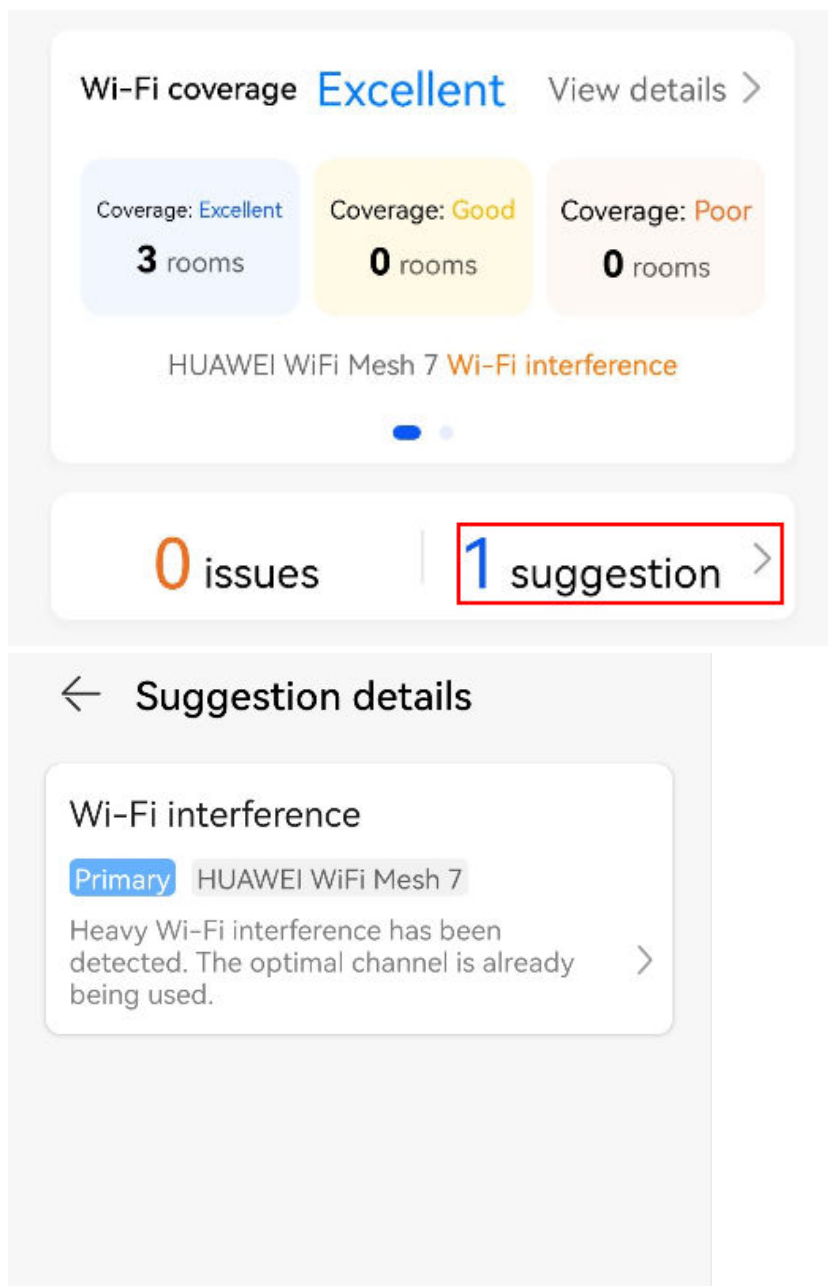 Wi-Fi coverage Excellent View details
Coverage: Excellent Coverage: Good Coverage: Poor
3 rooms 0 rooms 0 rooms
HUAWEI WiFi Mesh 7 Wi-Fi interference
0 issues 1 suggestion
Suggestion details
Wi-Fi interference
Primary HUAWEI WiFi Mesh 7
Heavy Wi-Fi interference has been
detected. The optimal channel is already
being used.